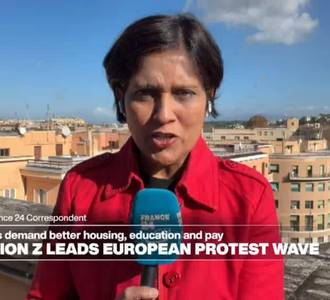 FRANCE
24
nce 24 Correspondent
s demand better housing, education and pay
ION Z LEADS EUROPEAN PROTEST WAVE